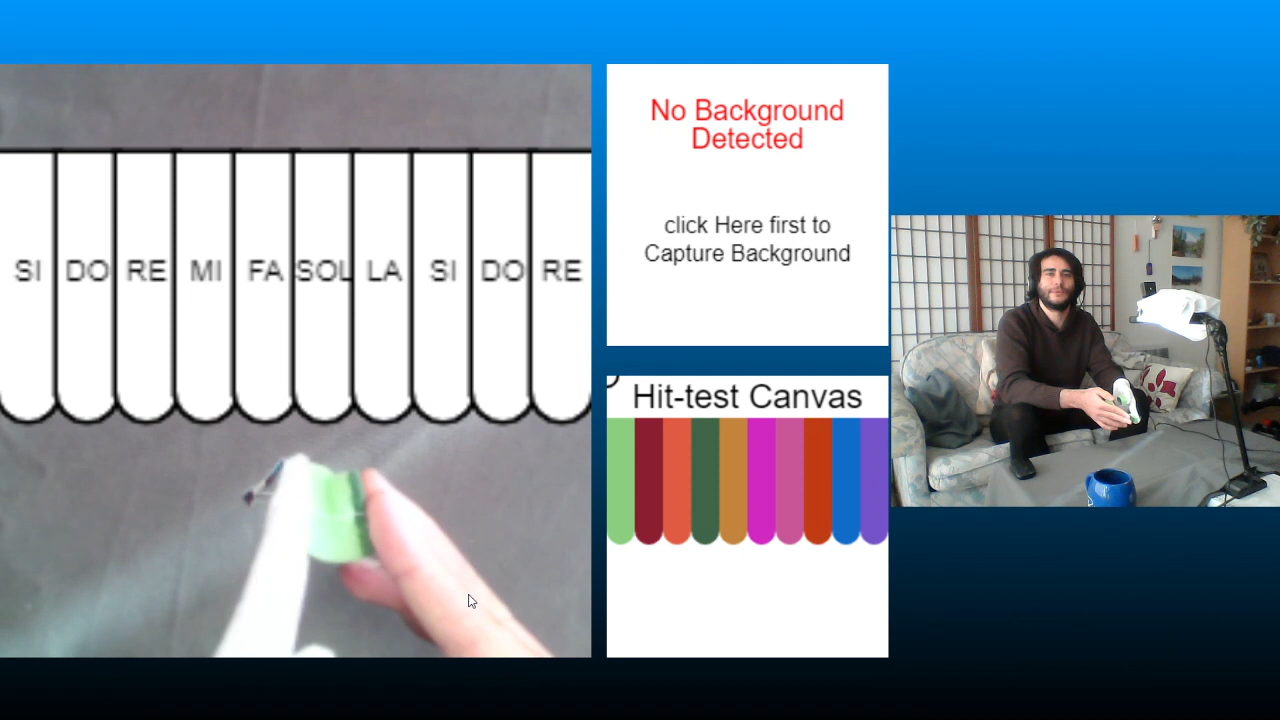 SI DO RE MI FA SOL LA SI DO RE
No Background
Detected
click Here first to
Capture Background
Hit-test Canvas